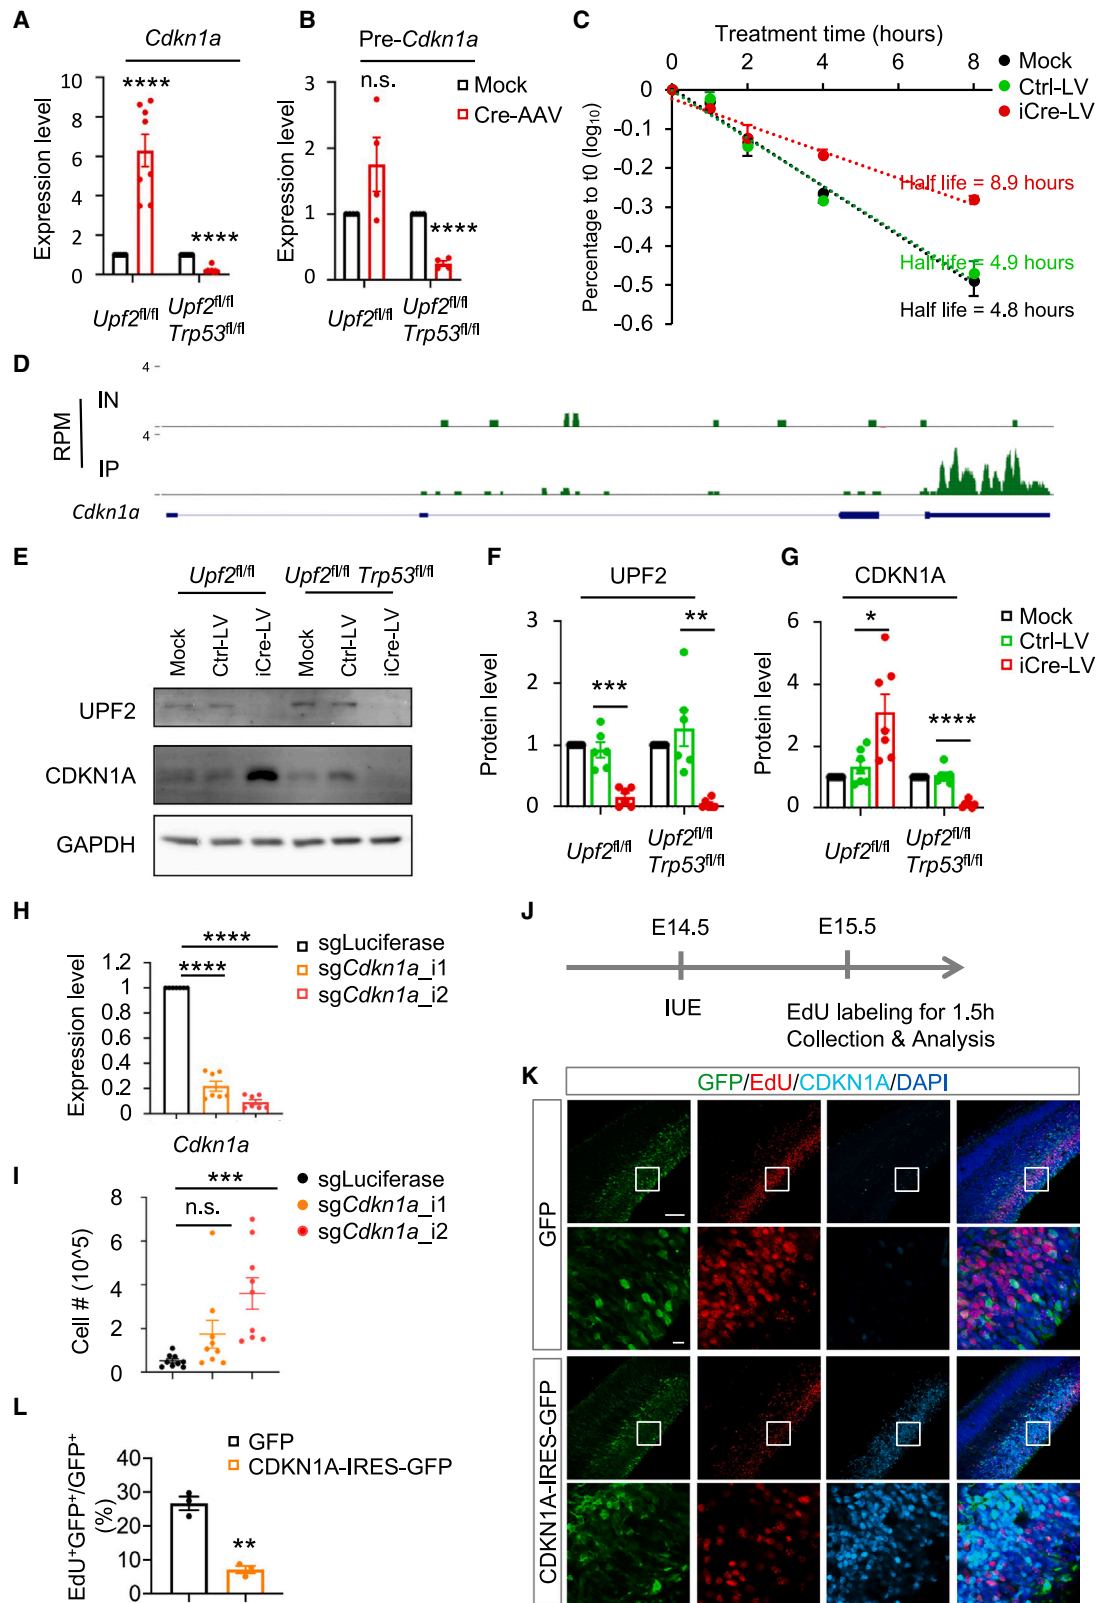 A
Cdkn1a
Expression level
10
8
6
4
2
0
****
****
Upf2fl/fl
Upf2fl/fl
Trp53fl/fl
B
Pre-Cdkn1a
Expression level
3
2
1
0
n.s.
****
Mock
Cre-AAV
Upf2fl/fl
Upf2fl/fl
Trp53fl/fl
C
Treatment time (hours)
0 2 4 6 8
Percentage to t0 (log10)
0
-0.1
-0.2
-0.3
-0.4
-0.5
-0.6
Mock
Ctrl-LV
iCre-LV
Half life = 8.9 hours
Half life = 4.9 hours
Half life = 4.8 hours
D
RPM
4
IN
4
IP
Cdkn1a
E
Upf2fl/fl Upf2fl/fl Trp53fl/fl
Mock Ctrl-LV iCre-LV Mock Ctrl-LV iCre-LV
UPF2
CDKN1A
GAPDH
F
UPF2
Protein level
3
2
1
0
***
**
Upf2fl/fl
Upf2fl/fl
Trp53fl/fl
G
CDKN1A
Protein level
6
4
2
0
*
****
Mock
Ctrl-LV
iCre-LV
Upf2fl/fl
Upf2fl/fl
Trp53fl/fl
H
Expression level
1.2
1
0.8
0.6
0.4
0.2
0
****
****
sgLuciferase
sgCdkn1a_i1
sgCdkn1a_i2
Cdkn1a
I
Cell # (10^5)
8
6
4
2
0
***
n.s.
sgLuciferase
sgCdkn1a_i1
sgCdkn1a_i2
J
E14.5 E15.5
IUE
EdU labeling for 1.5h
Collection & Analysis
K
GFP/EdU/CDKN1A/DAPI
GFP
CDKN1A-IRES-GFP
L
EdU+GFP+/GFP+
(%)
40
30
20
10
0
**
GFP
CDKN1A-IRES-GFP